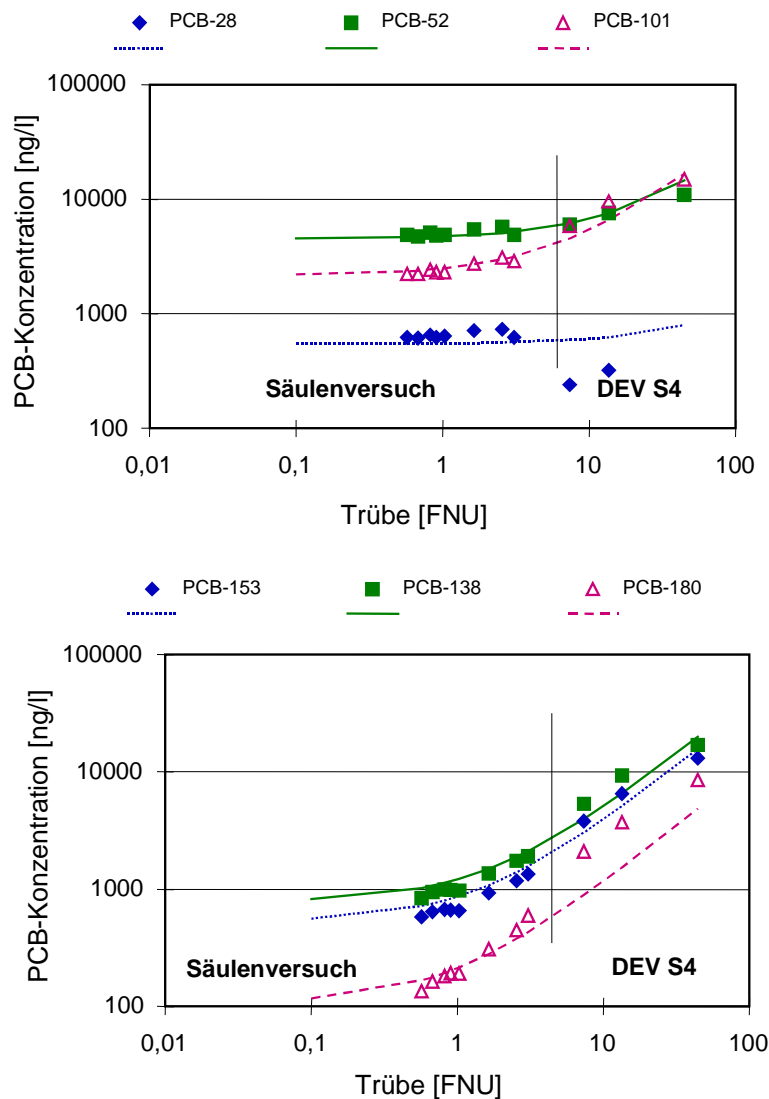 PCB-28 PCB-52 PCB-101
100000
10000
1000
100
PCB-Konzentration [ng/l]
Säulenversuch DEV S4
0,01 0,1 1 10 100
Trübe [FNU]
PCB-153 PCB-138 PCB-180
100000
10000
1000
100
PCB-Konzentration [ng/l]
Säulenversuch DEV S4
0,01 0,1 1 10 100
Trübe [FNU]